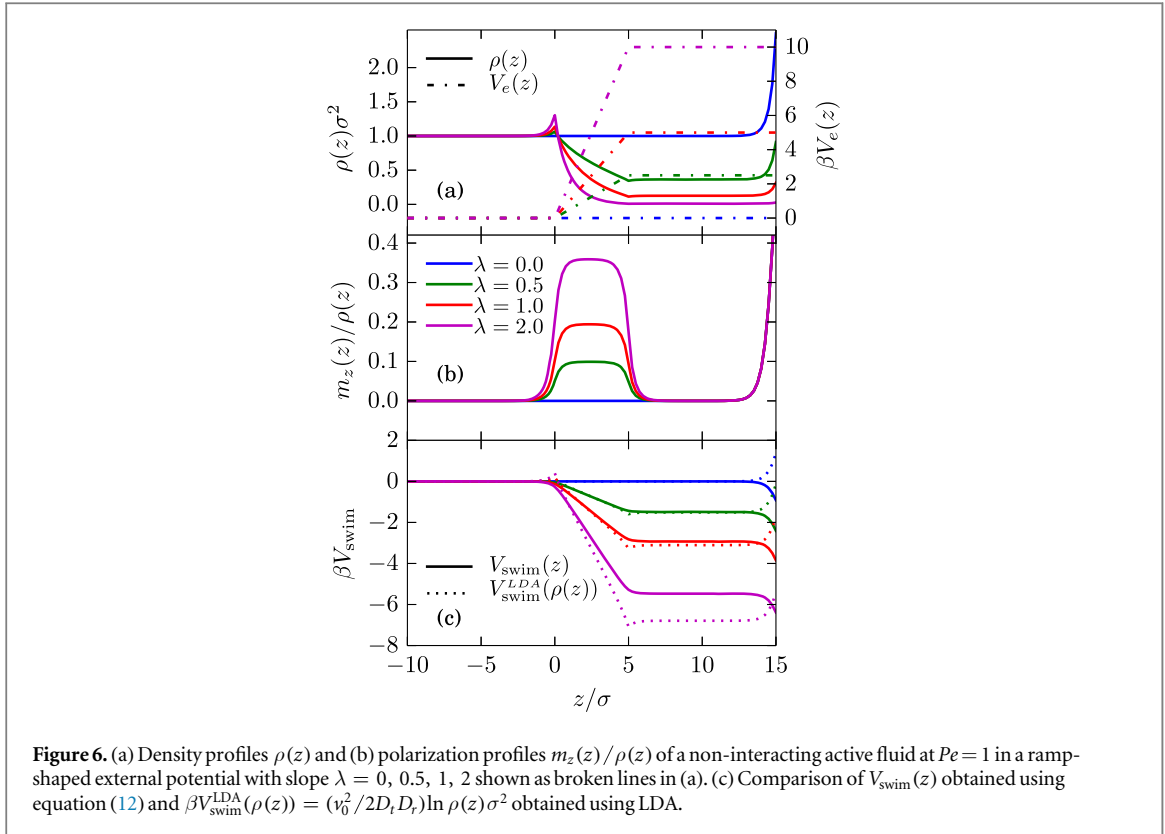 ρ(z)
V_e(z)
2.0
1.5
1.0
0.5
0.0
ρ(z)σ²
10
8
6
4
2
0
βV_e(z)
(a)
0.4
0.3
0.2
0.1
0.0
m_z(z)/ρ(z)
λ = 0.0
λ = 0.5
λ = 1.0
λ = 2.0
(b)
2
0
−2
−4
−6
−8
βV_swim
V_swim(z)
V_swim^LDA(ρ(z))
(c)
−10 −5 0 5 10 15
z/σ
Figure 6. (a) Density profiles ρ(z) and (b) polarization profiles m_z(z)/ρ(z) of a non-interacting active fluid at Pe = 1 in a ramp-
shaped external potential with slope λ = 0, 0.5, 1, 2 shown as broken lines in (a). (c) Comparison of V_swim(z) obtained using
equation (12) and βV_swim^LDA(ρ(z)) = (v₀²/2D_tD_r)ln ρ(z)σ² obtained using LDA.